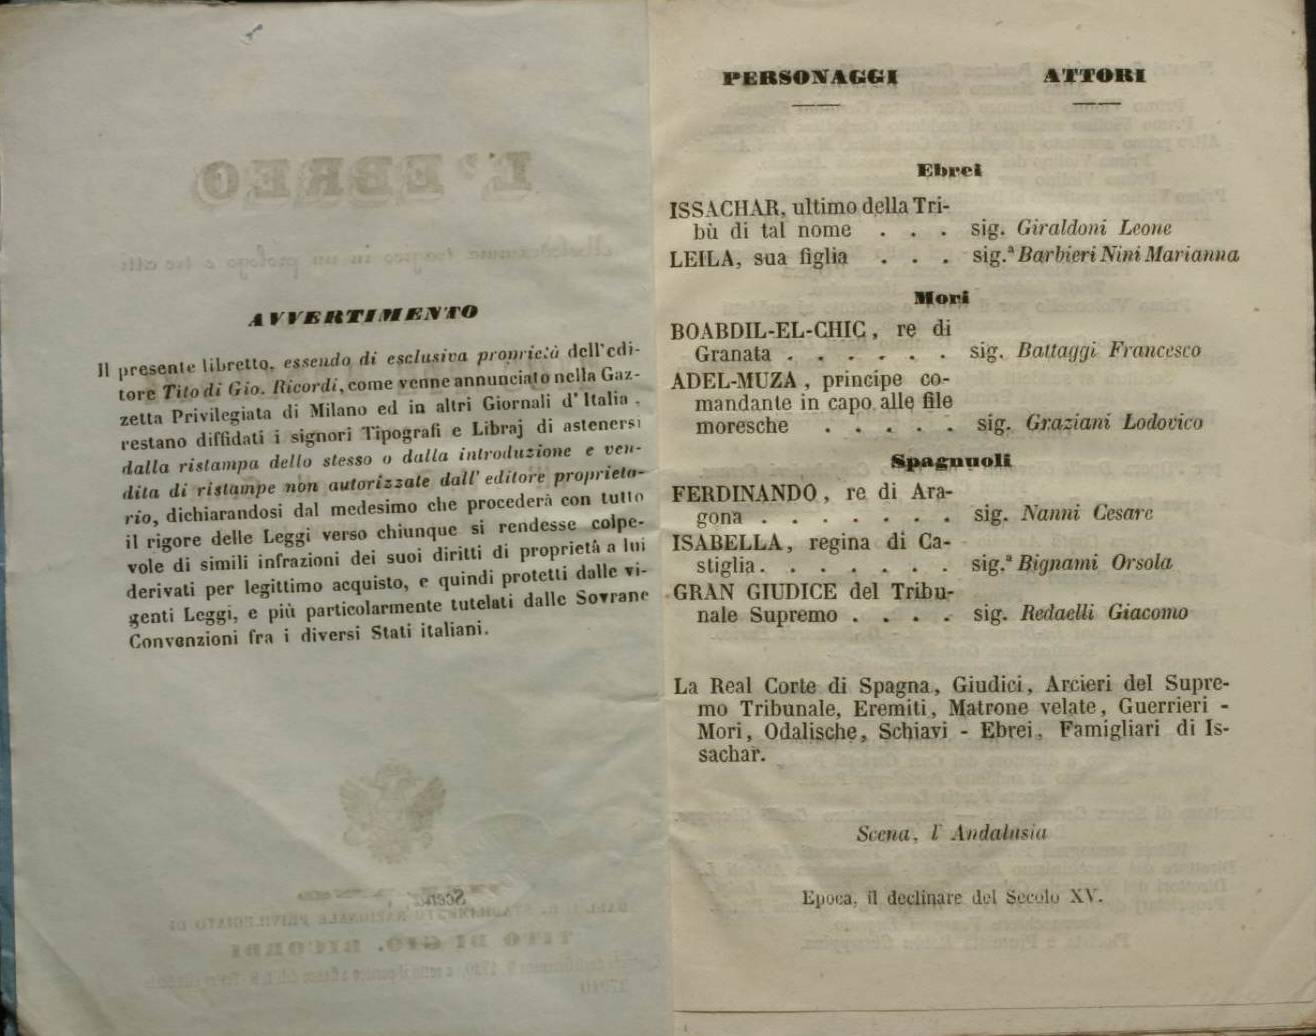 AVVERTIMENTO
Il presente libretto, essendo di esclusiva proprietà dell'edi-
tore Tito di Gio. Ricordi, come venne annunciato nella Gaz-
zetta Privilegiata di Milano ed in altri Giornali d'Italia,
restano diffidati i signori Tipografi e Libraj di astenersi
dalla ristampa dello stesso o dalla introduzione e ven-
dita di ristampe non autorizzate dall'editore proprieta-
rio, dichiarandosi dal medesimo che procederà con tutto
il rigore delle Leggi verso chiunque si rendesse colpe-
vole di simili infrazioni dei suoi diritti di proprietà a lui
derivati per legittimo acquisto, e quindi protetti dalle vi-
genti Leggi, e più particolarmente tutelati dalle Sovrane
Convenzioni fra i diversi Stati italiani.
PERSONAGGI ATTORI
Ebrei
ISSACHAR, ultimo della Tri-
bù di tal nome . . . sig. Giraldoni Leone
LEILA, sua figlia . . . sig.ª Barbieri Nini Marianna
Mori
BOABDIL-EL-CHIC, re di
Granata . . . . . . sig. Battaggi Francesco
ADEL-MUZA, principe co-
mandante in capo alle file
moresche . . . . . sig. Graziani Lodovico
Spagnuoli
FERDINANDO, re di Ara-
gona . . . . . . . sig. Nanni Cesare
ISABELLA, regina di Ca-
stiglia. . . . . . . sig.ª Bignami Orsola
GRAN GIUDICE del Tribu-
nale Supremo . . . . sig. Redaelli Giacomo
La Real Corte di Spagna, Giudici, Arcieri del Supre-
mo Tribunale, Eremiti, Matrone velate, Guerrieri -
Mori, Odalische, Schiavi - Ebrei, Famigliari di Is-
sachar.
Scena, l'Andalusia
Epoca, il declinare del Secolo XV.